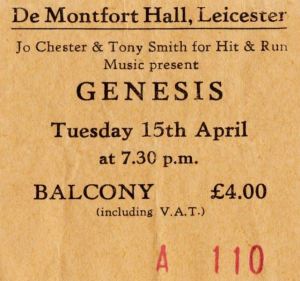 De Montfort Hall, Leicester
Jo Chester & Tony Smith for Hit & Run
Music present
GENESIS
Tuesday 15th April
at 7.30 p.m.
BALCONY £4.00
(including V.A.T.)
A 110